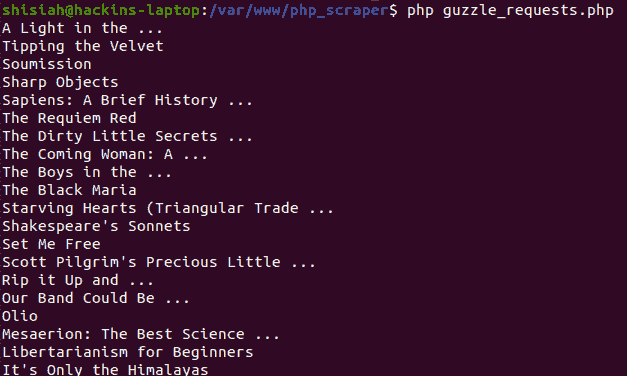 shisiah@hackins-laptop:/var/www/php_scraper$ php guzzle_requests.php
A Light in the ...
Tipping the Velvet
Soumission
Sharp Objects
Sapiens: A Brief History ...
The Requiem Red
The Dirty Little Secrets ...
The Coming Woman: A ...
The Boys in the ...
The Black Maria
Starving Hearts (Triangular Trade ...
Shakespeare's Sonnets
Set Me Free
Scott Pilgrim's Precious Little ...
Rip it Up and ...
Our Band Could Be ...
Olio
Mesaerion: The Best Science ...
Libertarianism for Beginners
It's Only the Himalayas